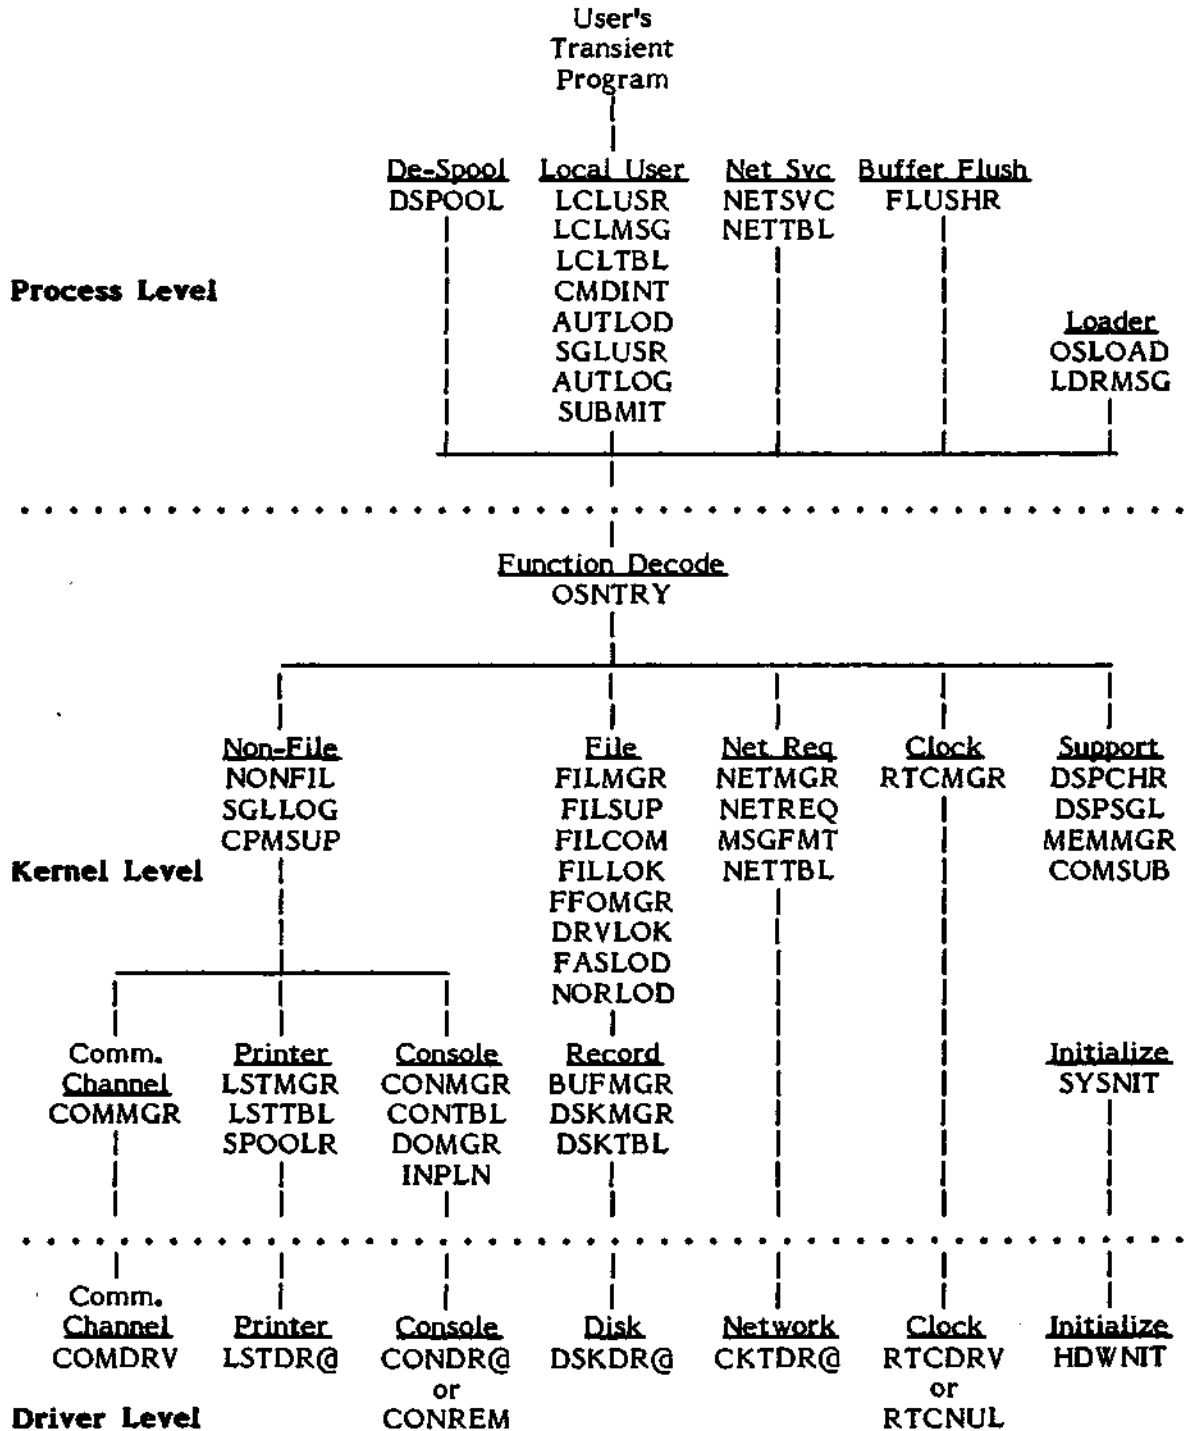 User's
Transient
Program
De-Spool Local User Net Svc Buffer Flush
DSPOOL LCLUSR NETSVC FLUSHR
LCLMSG NETTBL
LCLTBL
Process Level CMDINT
AUTLOD Loader
SGLUSR OSLOAD
AUTLOG LDRMSG
SUBMIT
Function Decode
OSNTRY
Non-File File Net Req Clock Support
NONFIL FILMGR NETMGR RTCMGR DSPCHR
SGLLOG FILSUP NETREQ DSPSGL
CPMSUP FILCOM MSGFMT MEMMGR
Kernel Level FILLOK NETTBL COMSUB
FFOMGR
DRVLOK
FASLOD
NORLOD
Comm. Printer Console Record Initialize
Channel LSTMGR CONMGR BUFMGR SYSNIT
COMMGR LSTTBL CONTBL DSKMGR
SPOOLR DOMGR DSKTBL
INPLN
Comm.
Channel Printer Console Disk Network Clock Initialize
COMDRV LSTDR@ CONDR@ DSKDR@ CKTDR@ RTCDRV HDWNIT
or or
Driver Level CONREM RTCNUL